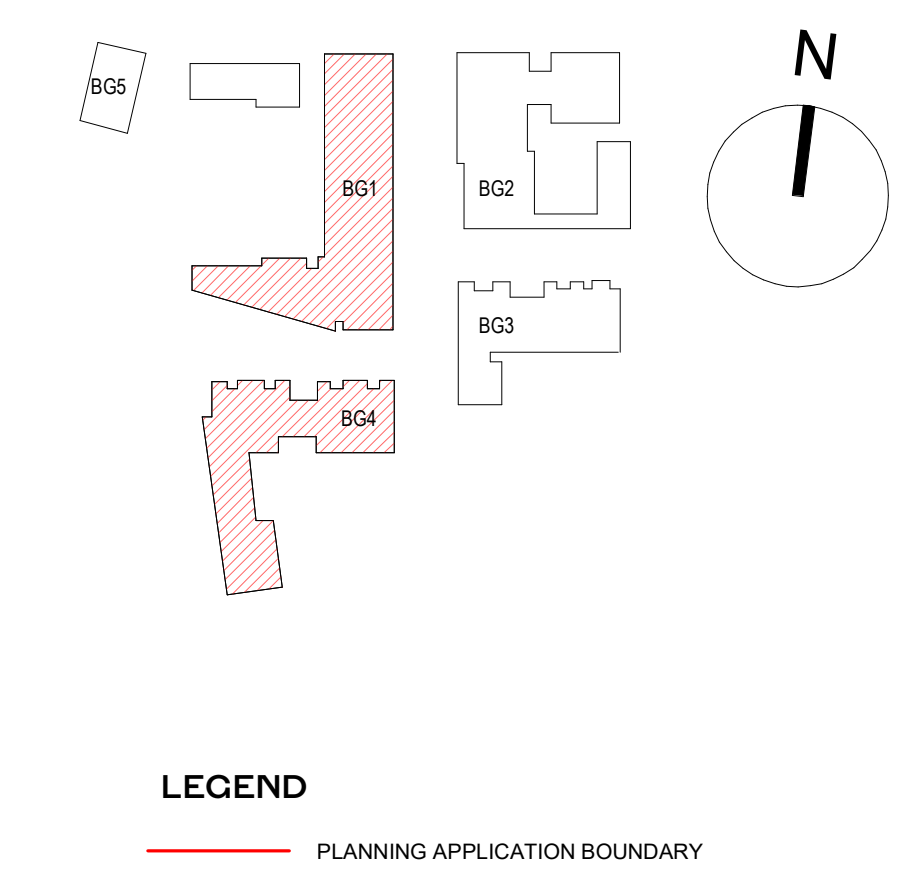 N
BG5
BG1
BG2
BG3
BG4
LEGEND
PLANNING APPLICATION BOUNDARY